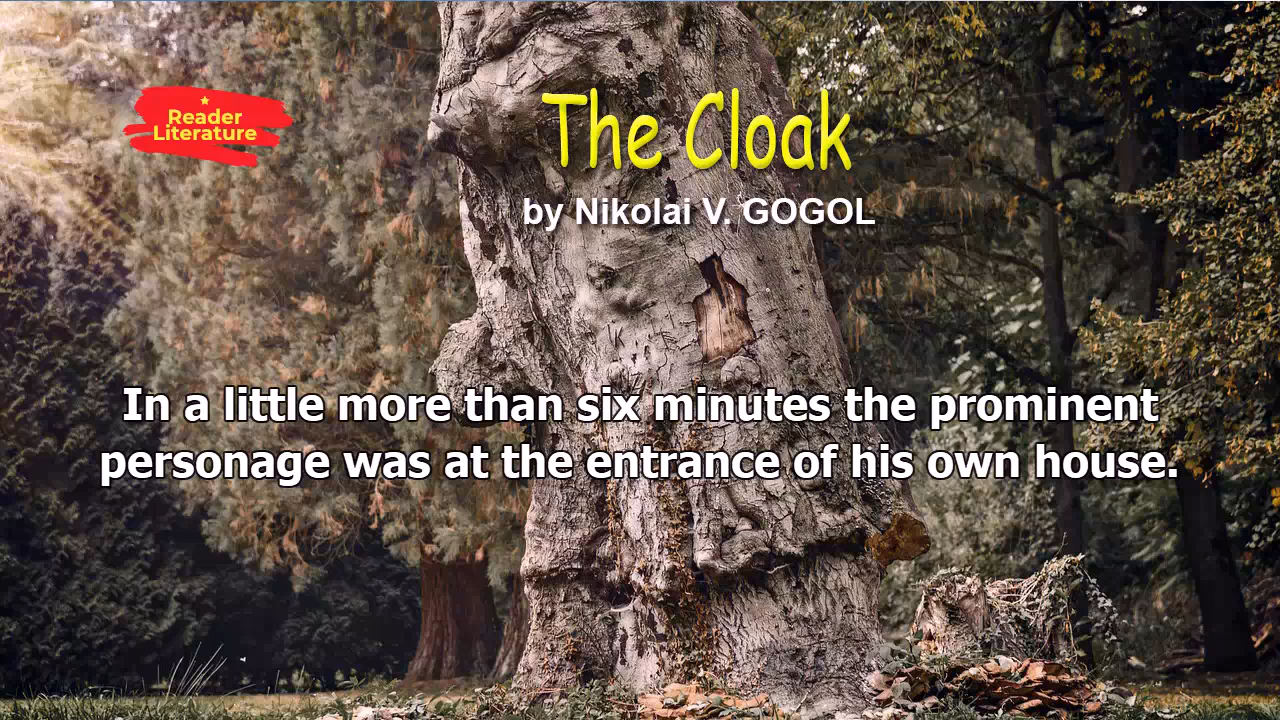 Reader
Literature
The Cloak
by Nikolai V. GOGOL
In a little more than six minutes the prominent
personage was at the entrance of his own house.